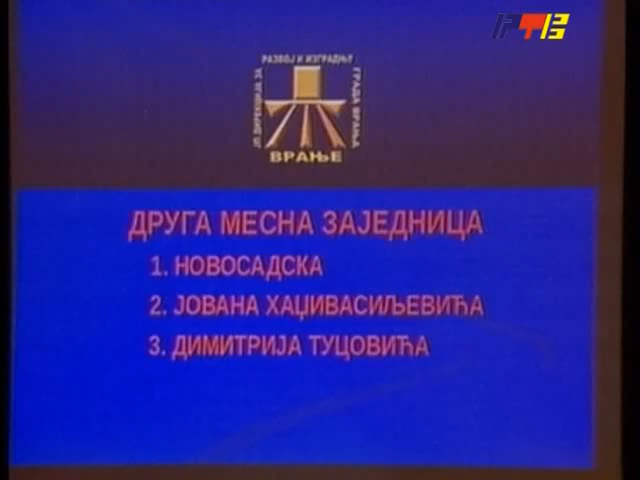 РТВ
РАЗВОЈ И ИЗГРАДЊУ
ЈП ДИРЕКЦИЈА ЗА
ГРАДА ВРАЊА
ВРАЊЕ
ДРУГА МЕСНА ЗАЈЕДНИЦА
1. НОВОСАДСКА
2. ЈОВАНА ХАЏИВАСИЉЕВИЋА
3. ДИМИТРИЈА ТУЦОВИЋА